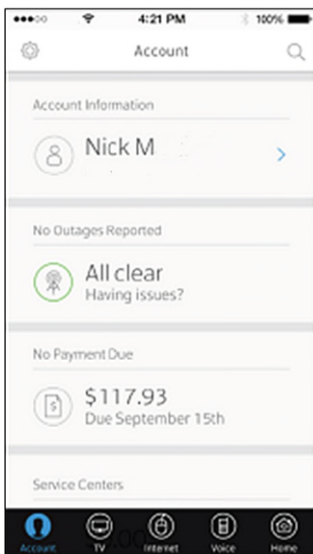 4:21 PM 100%
Account
Account Information
Nick M
No Outages Reported
All clear
Having issues?
No Payment Due
$117.93
Due September 15th
Service Centers
Account TV Internet Voice Home